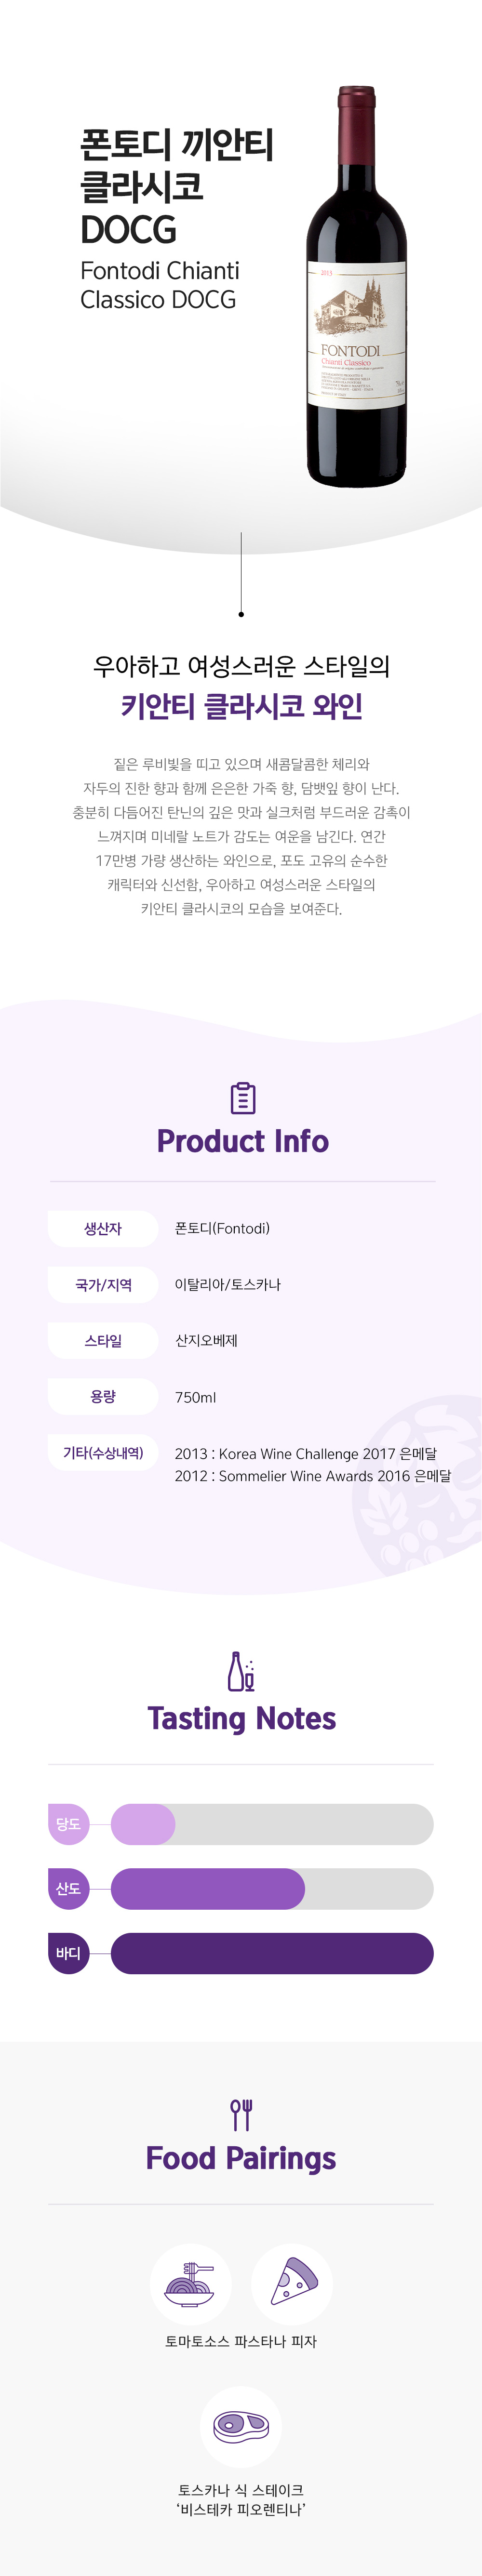 폰토디 끼안티
클라시코
DOCG
Fontodi Chianti
Classico DOCG
2013
FONTODI
Chianti Classico
우아하고 여성스러운 스타일의
키안티 클라시코 와인
짙은 루비빛을 띠고 있으며 새콤달콤한 체리와
자두의 진한 향과 함께 은은한 가죽 향, 담뱃잎 향이 난다.
충분히 다듬어진 탄닌의 깊은 맛과 실크처럼 부드러운 감촉이
느껴지며 미네랄 노트가 감도는 여운을 남긴다. 연간
17만병 가량 생산하는 와인으로, 포도 고유의 순수한
캐릭터와 신선함, 우아하고 여성스러운 스타일의
키안티 클라시코의 모습을 보여준다.
Product Info
생산자 폰토디(Fontodi)
국가/지역 이탈리아/토스카나
스타일 산지오베제
용량 750ml
기타(수상내역) 2013 : Korea Wine Challenge 2017 은메달
2012 : Sommelier Wine Awards 2016 은메달
Tasting Notes
당도
산도
바디
Food Pairings
토마토소스 파스타나 피자
토스카나 식 스테이크
‘비스테카 피오렌티나’